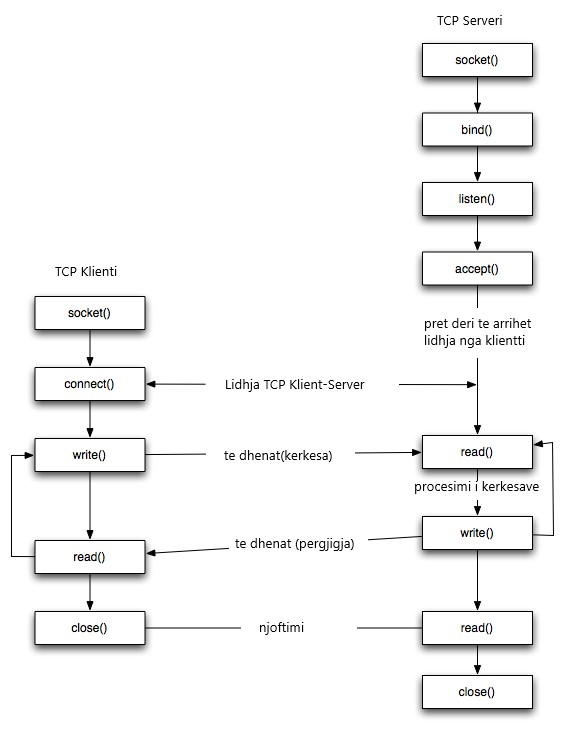 TCP Serveri
socket()
bind()
listen()
accept()
TCP Klienti
pret deri te arrihet
lidhja nga klientti
socket()
connect()
Lidhja TCP Klient-Server
write()
te dhenat(kerkesa)
read()
procesimi i kerkesave
write()
te dhenat (pergjigja)
read()
close()
njoftimi
read()
close()